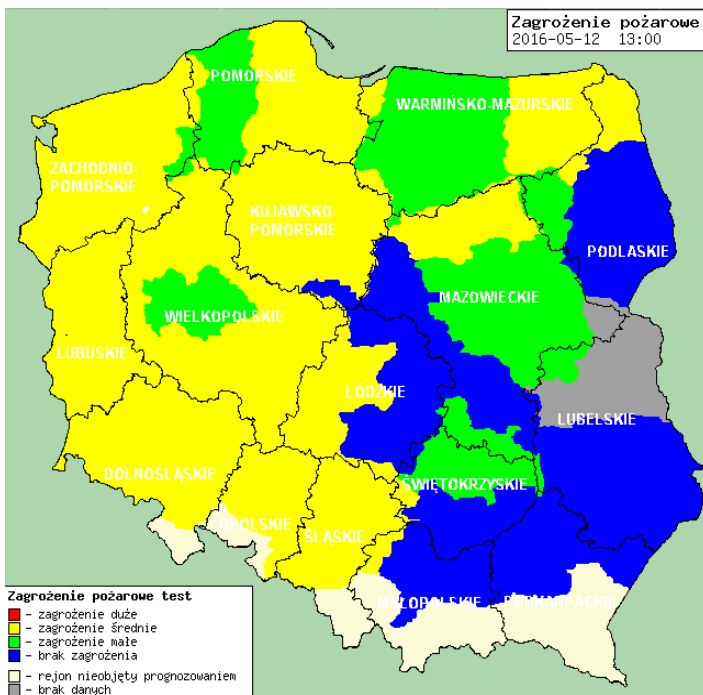 Zagrożenie pożarowe
2016-05-12 13:00
POMORSKIE
WARMIŃSKO-MAZURSKIE
ZACHODNIO-
POMORSKIE
KUJAWSKO-
POMORSKIE
PODLASKIE
MAZOWIECKIE
WIELKOPOLSKIE
LUBUSKIE
ŁÓDZKIE
LUBELSKIE
DOLNOŚLĄSKIE
ŚWIĘTOKRZYSKIE
OPOLSKIE
ŚLĄSKIE
MAŁOPOLSKIE
PODKARPACKIE
Zagrożenie pożarowe test
- zagrożenie duże
- zagrożenie średnie
- zagrożenie małe
- brak zagrożenia
- rejon nieobjęty prognozowaniem
- brak danych